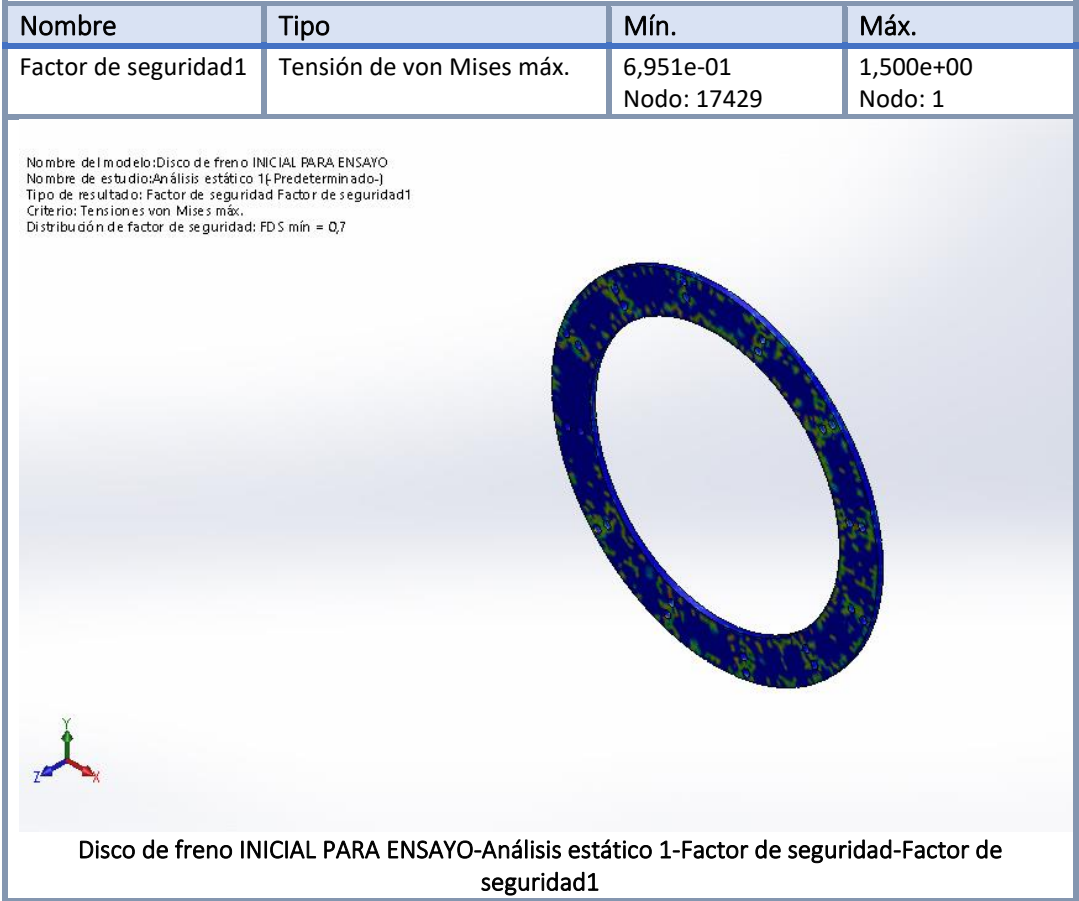 Nombre Tipo Mín. Máx.
Factor de seguridad1 Tensión de von Mises máx. 6,951e-01 1,500e+00
Nodo: 17429 Nodo: 1
Nombre del modelo:Disco de freno INICIAL PARA ENSAYO
Nombre de estudio:Análisis estático 1(-Predeterminado-)
Tipo de resultado: Factor de seguridad Factor de seguridad1
Criterio: Tensiones von Mises máx.
Distribución de factor de seguridad: FDS mín = 0,7
Y
Z X
Disco de freno INICIAL PARA ENSAYO-Análisis estático 1-Factor de seguridad-Factor de
seguridad1